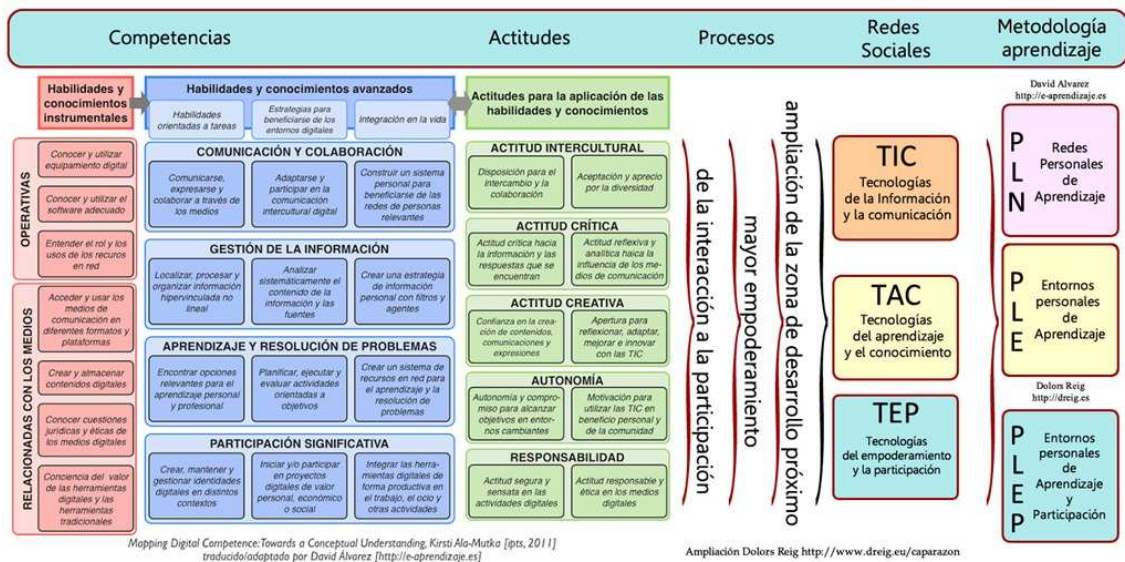 Competencias
Actitudes
Procesos
Redes
Sociales
Metodología
aprendizaje
Habilidades y
conocimientos
instrumentales
Habilidades y conocimientos avanzados
Habilidades
orientadas a tareas
Estrategias para
beneficiarse de los
entornos digitales
Integración en la vida
Actitudes para la aplicación de las
habilidades y conocimientos
OPERATIVAS
Conocer y utilizar
equipamiento digital
Conocer y utilizar el
software adecuado
Entender el rol y los
usos de los recuros
en red
RELACIONADAS CON LOS MEDIOS
Acceder y usar los
medios de
comunicación en
diferentes formatos y
plataformas
Crear y almacenar
contenidos digitales
Conocer cuestiones
jurídicas y éticas de
los medios digitales
Conciencia del valor de
las herramientas
digitales y las
herramientas
tradicionales
COMUNICACIÓN Y COLABORACIÓN
Comunicarse,
expresarse y
colaborar a través de
los medios
Adaptarse y
participar en la
comunicación
intercultural digital
Construir un sistema
personal para
beneficiarse de las
redes de personas
relevantes
GESTIÓN DE LA INFORMACIÓN
Localizar, procesar y
organizar información
hipervinculada no
lineal
Analizar
sistemáticamente el
contenido de la
información y las
fuentes
Crear una estrategia
de información
personal con filtros y
agentes
APRENDIZAJE Y RESOLUCIÓN DE PROBLEMAS
Encontrar opciones
relevantes para el
aprendizaje personal
y profesional
Planificar, ejecutar y
evaluar actividades
orientadas a
objetivos
Crear un sistema de
recursos en red para
el aprendizaje y la
resolución de
problemas
PARTICIPACIÓN SIGNIFICATIVA
Crear, mantener y
gestionar identidades
digitales en distintos
contextos
Iniciar y/o participar
en proyectos
digitales de valor
personal, económico
o social
Integrar las herra-
mientas digitales de
forma productiva en
el trabajo, el ocio y
otras actividades
ACTITUD INTERCULTURAL
Disposición para el
intercambio y la
colaboración
Aceptación y aprecio
por la diversidad
ACTITUD CRÍTICA
Actitud crítica hacia
la información y las
respuestas que se
encuentran
Actitud reflexiva y
analítica haica la
influencia de los me-
dios de comunicación
ACTITUD CREATIVA
Confianza en la crea-
ción de contenidos,
comunicaciones y
expresiones
Apertura para
reflexionar, adaptar,
mejorar e innovar
con las TIC
AUTONOMÍA
Autonomía y com-
promiso para alcanzar
objetivos en entor-
nos cambiantes
Motivación para
utilizar las TIC en
beneficio personal y
de la comunidad
RESPONSABILIDAD
Actitud segura y
sensata en las
actividades digitales
Actitud responsable y
ética en los medios
digitales
de la interacción a la participación
mayor empoderamiento
ampliación de la zona de desarrollo próximo
TIC
Tecnologías
de la Información
y la comunicación
TAC
Tecnologías
del aprendizaje
y el conocimiento
TEP
Tecnologías
del empoderamiento
y la participación
David Alvarez
http://e-aprendizaje.es
PLN
Redes
Personales
de
Aprendizaje
PLE
Entornos
personales
de
Aprendizaje
Dolors Reig
http://dreig.es
PLEP
Entornos
personales
de
Aprendizaje
y
Participación
Mapping Digital Competence:Towards a Conceptual Understanding, Kirsti Ala-Mutka [ipts, 2011]
traducido/adaptado por David Álvarez [http://e-aprendizaje.es]
Ampliación Dolors Reig http://www.dreig.eu/caparazon